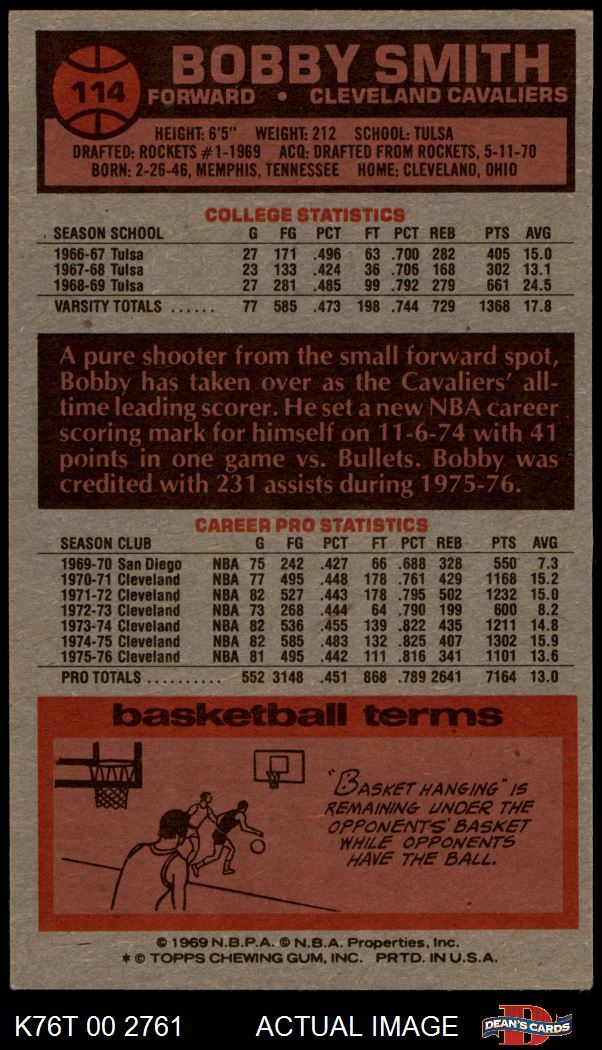 114
BOBBY SMITH
FORWARD • CLEVELAND CAVALIERS
HEIGHT: 6'5" WEIGHT: 212 SCHOOL: TULSA
DRAFTED: ROCKETS #1-1969 ACQ: DRAFTED FROM ROCKETS, 5-11-70
BORN: 2-26-46, MEMPHIS, TENNESSEE HOME: CLEVELAND, OHIO
COLLEGE STATISTICS
SEASON SCHOOL G FG PCT FT PCT REB PTS AVG
1966-67 Tulsa 27 171 .496 63 .700 282 405 15.0
1967-68 Tulsa 23 133 .424 36 .706 168 302 13.1
1968-69 Tulsa 27 281 .485 99 .792 279 661 24.5
VARSITY TOTALS ...... 77 585 .473 198 .744 729 1368 17.8
A pure shooter from the small forward spot,
Bobby has taken over as the Cavaliers' all-
time leading scorer. He set a new NBA career
scoring mark for himself on 11-6-74 with 41
points in one game vs. Bullets. Bobby was
credited with 231 assists during 1975-76.
CAREER PRO STATISTICS
SEASON CLUB G FG PCT FT PCT REB PTS AVG
1969-70 San Diego NBA 75 242 .427 66 .688 328 550 7.3
1970-71 Cleveland NBA 77 495 .448 178 .761 429 1168 15.2
1971-72 Cleveland NBA 82 527 .443 178 .795 502 1232 15.0
1972-73 Cleveland NBA 73 268 .444 64 .790 199 600 8.2
1973-74 Cleveland NBA 82 536 .455 139 .822 435 1211 14.8
1974-75 Cleveland NBA 82 585 .483 132 .825 407 1302 15.9
1975-76 Cleveland NBA 81 495 .442 111 .816 341 1101 13.6
PRO TOTALS .......... 552 3148 .451 868 .789 2641 7164 13.0
basketball terms
"BASKET HANGING" IS
REMAINING UNDER THE
OPPONENTS' BASKET
WHILE OPPONENTS
HAVE THE BALL.
© 1969 N.B.P.A. © N.B.A. Properties, Inc.
* © TOPPS CHEWING GUM, INC. PRTD. IN U.S.A.
K76T 00 2761 ACTUAL IMAGE DEAN'S CARDS